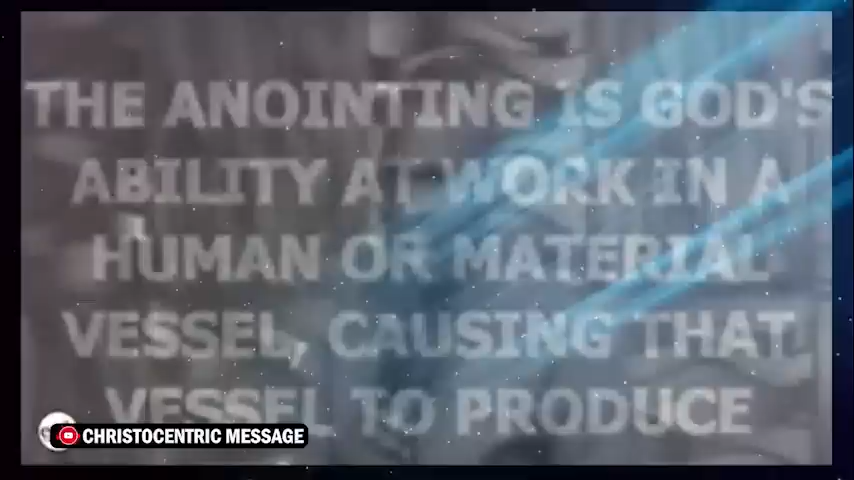 THE ANOINTING IS GOD'S
ABILITY AT WORK IN A
HUMAN OR MATERIAL
VESSEL, CAUSING THAT
VESSEL TO PRODUCE
CHRISTOCENTRIC MESSAGE